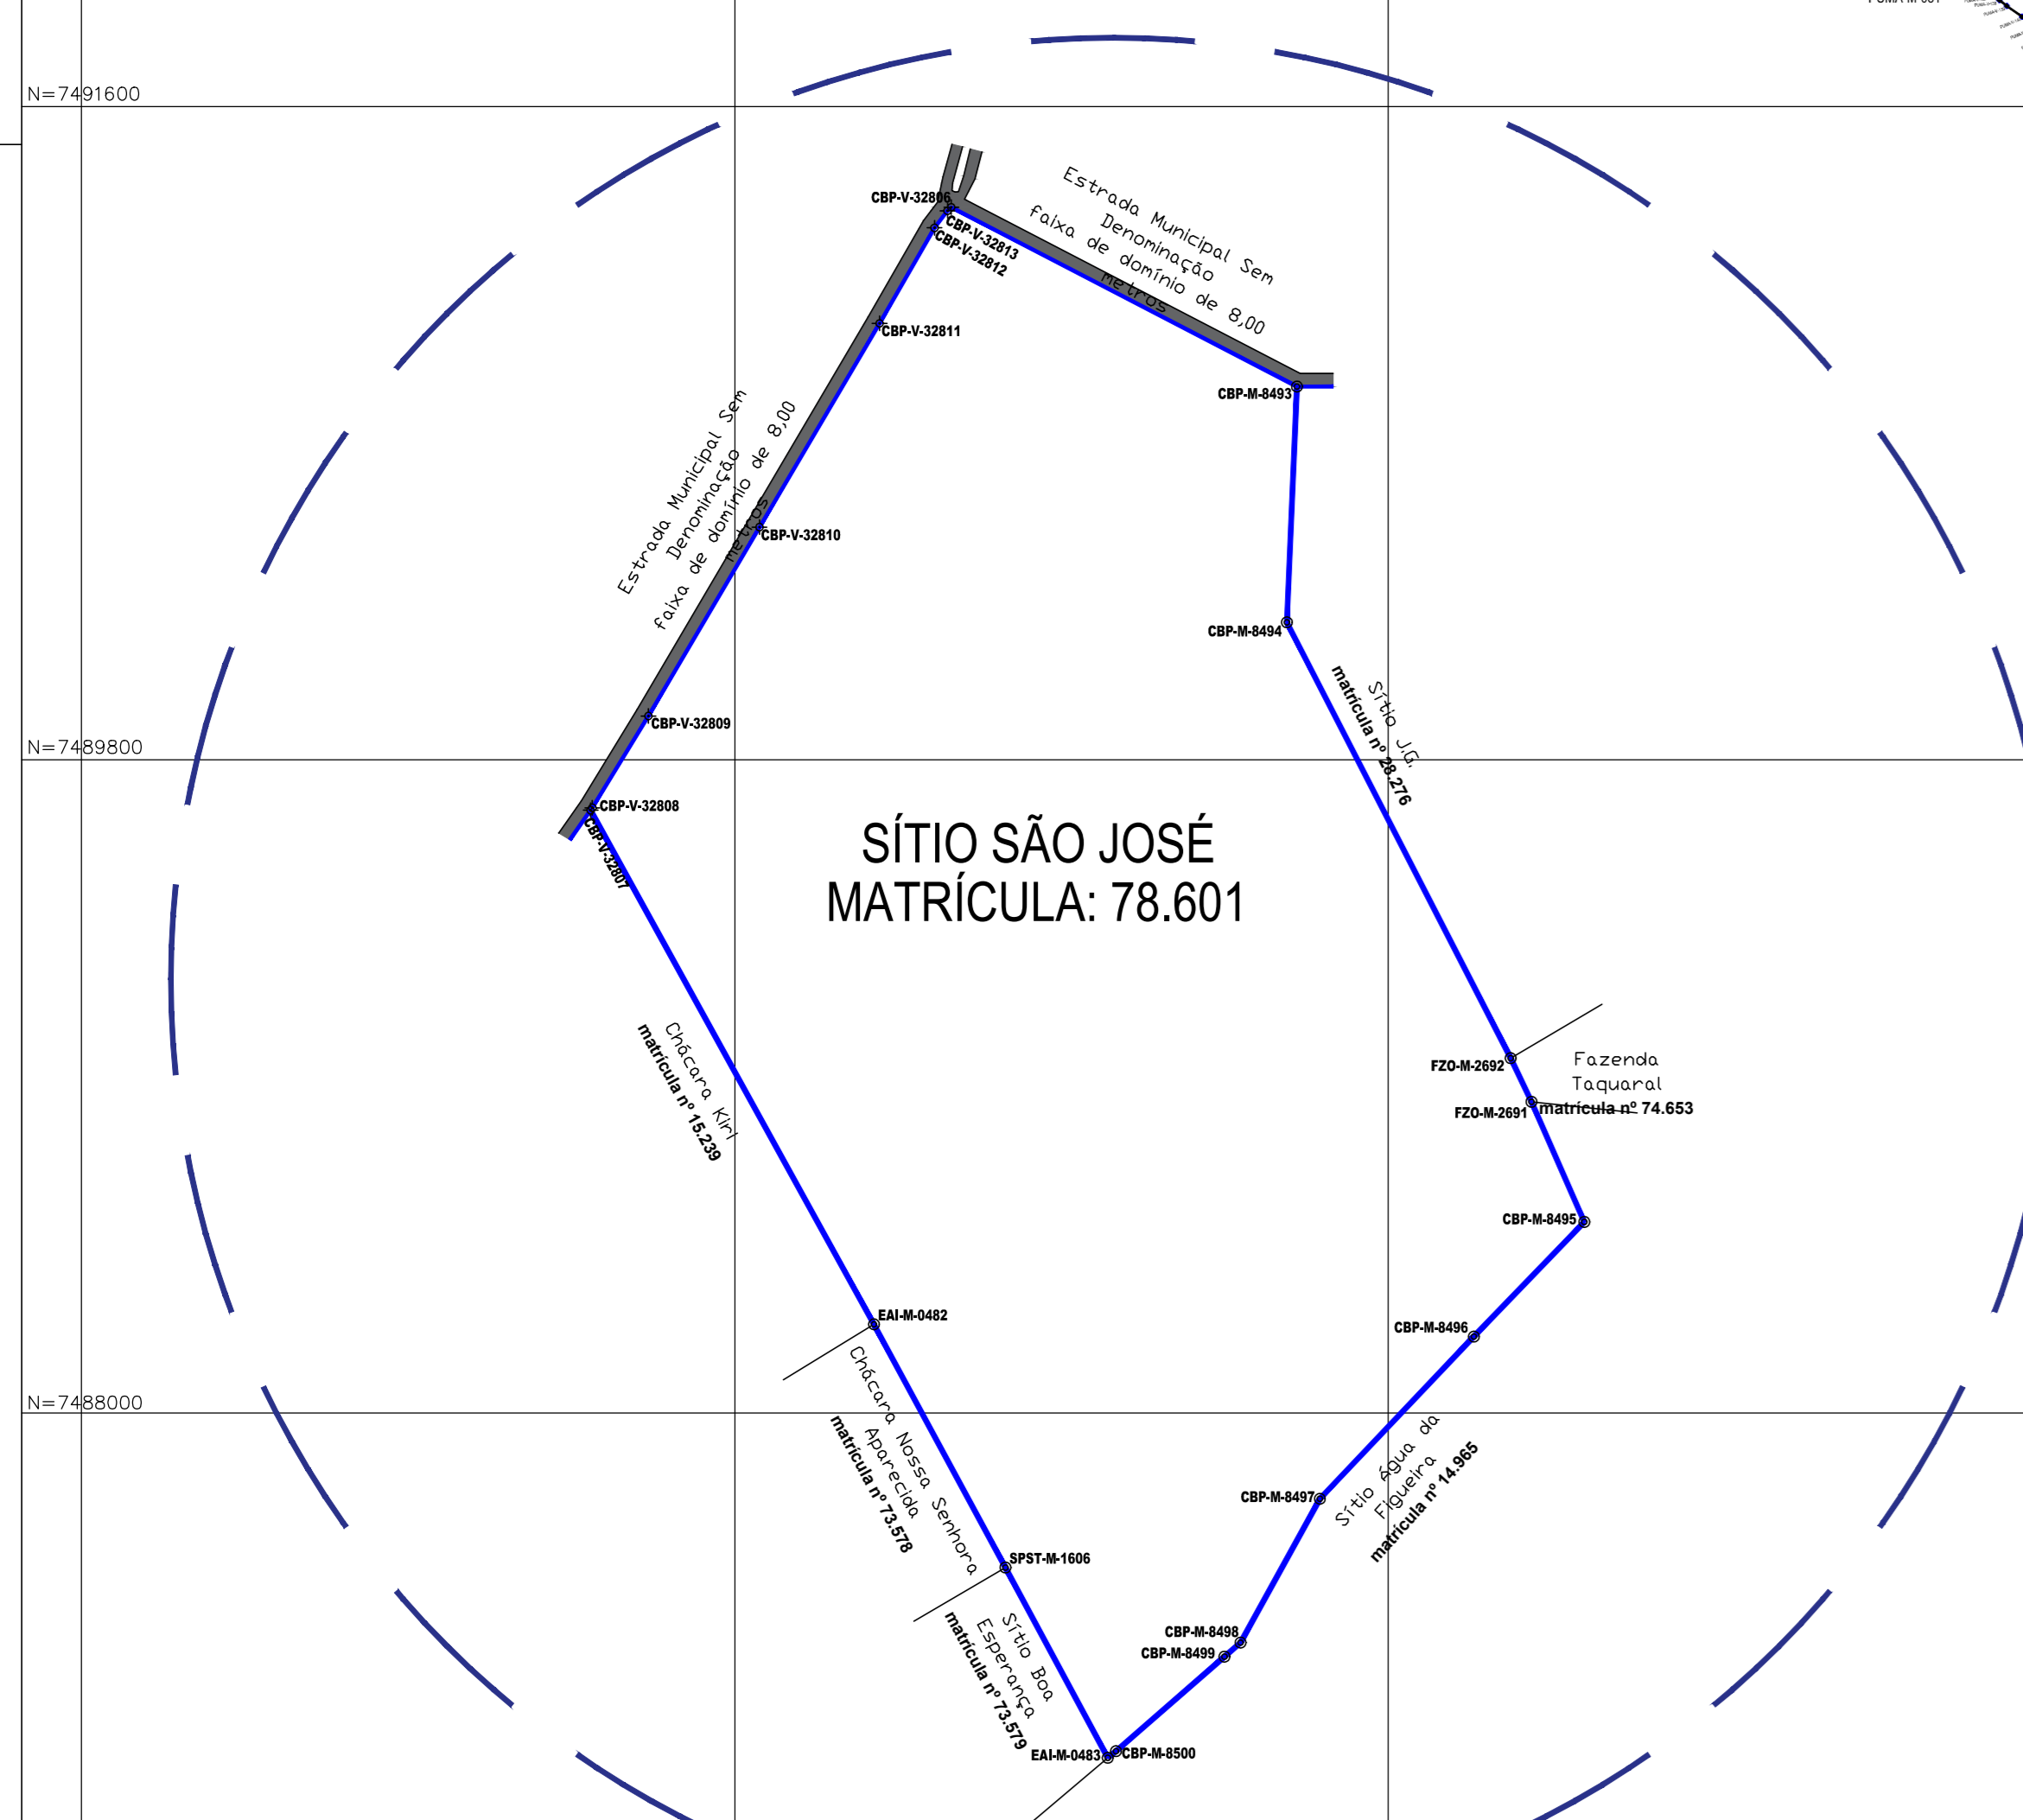 N=7491600
CBP-V-32806
CBP-V-32813
CBP-V-32812
Estrada Municipal Sem
Denominação
faixa de domínio de 8,00
metros
CBP-V-32811
CBP-M-8493
Estrada Municipal Sem
Denominação
faixa de domínio de 8,00
metros
CBP-V-32810
CBP-M-8494
Sítio J.G.
matrícula nº 28.276
CBP-V-32809
N=7489800
CBP-V-32808
CBP-V-32807
SÍTIO SÃO JOSÉ
MATRÍCULA: 78.601
Chácara Kiri
matrícula nº 15.239
FZO-M-2692
Fazenda
Taquaral
matrícula nº 74.653
FZO-M-2691
CBP-M-8495
EAI-M-0482
CBP-M-8496
N=7488000
Chácara Nossa Senhora
Aparecida
matrícula nº 73.578
Sítio Água da
Figueira
matrícula nº 14.965
CBP-M-8497
SPST-M-1606
CBP-M-8498
CBP-M-8499
Sítio Boa
Esperança
matrícula nº 73.579
EAI-M-0483
CBP-M-8500